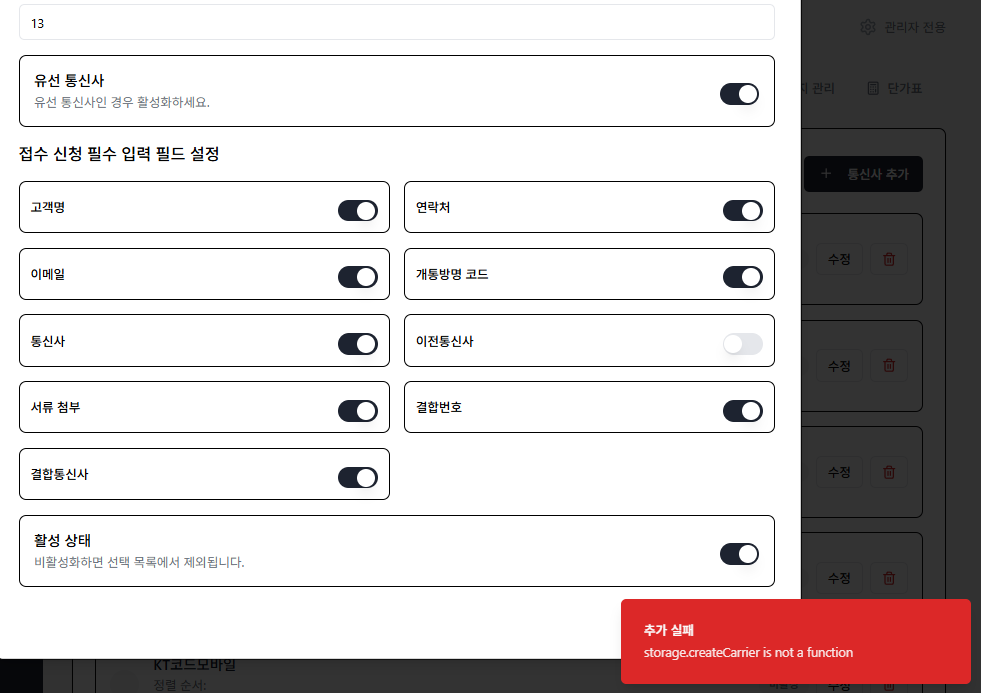 13
관리자 전용
유선 통신사
유선 통신사인 경우 활성화하세요.
관리
단가표
접수 신청 필수 입력 필드 설정
+ 통신사 추가
고객명
연락처
수정
이메일
개통방명 코드
통신사
이전통신사
수정
서류 첨부
결합번호
결합통신사
수정
활성 상태
비활성화하면 선택 목록에서 제외됩니다.
수정
추가 실패
storage.createCarrier is not a function
KT코드모바일
정렬 순서:
비활성
수정